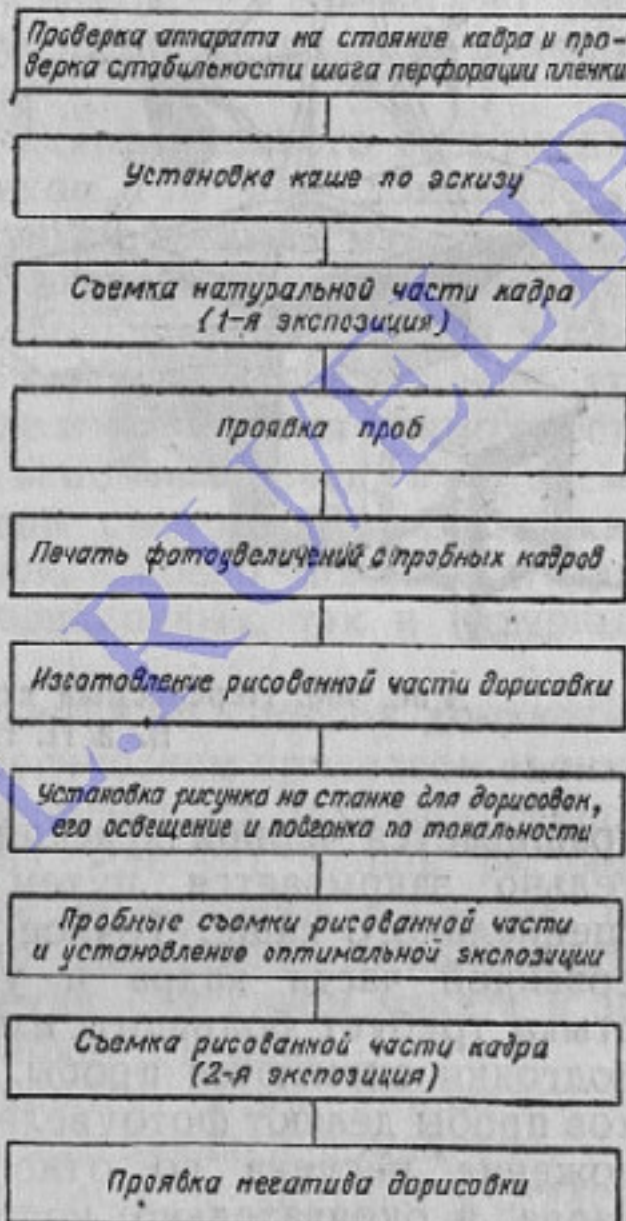 Проверка аппарата на стояние кадра и про-
верка стабильности шага перфорации пленки
Установка каше по эскизу
Съемка натуральной части кадра
(1-я экспозиция)
Проявка проб
Печать фотоувеличений с пробных кадров
Изготовление рисованной части дорисовки
Установка рисунка на станке для дорисовок,
его освещение и подгонка по тональности
Пробные съемки рисованной части
и установление оптимальной экспозиции
Съемка рисованной части кадра
(2-я экспозиция)
Проявка негатива дорисовки
L.RU/ELIB